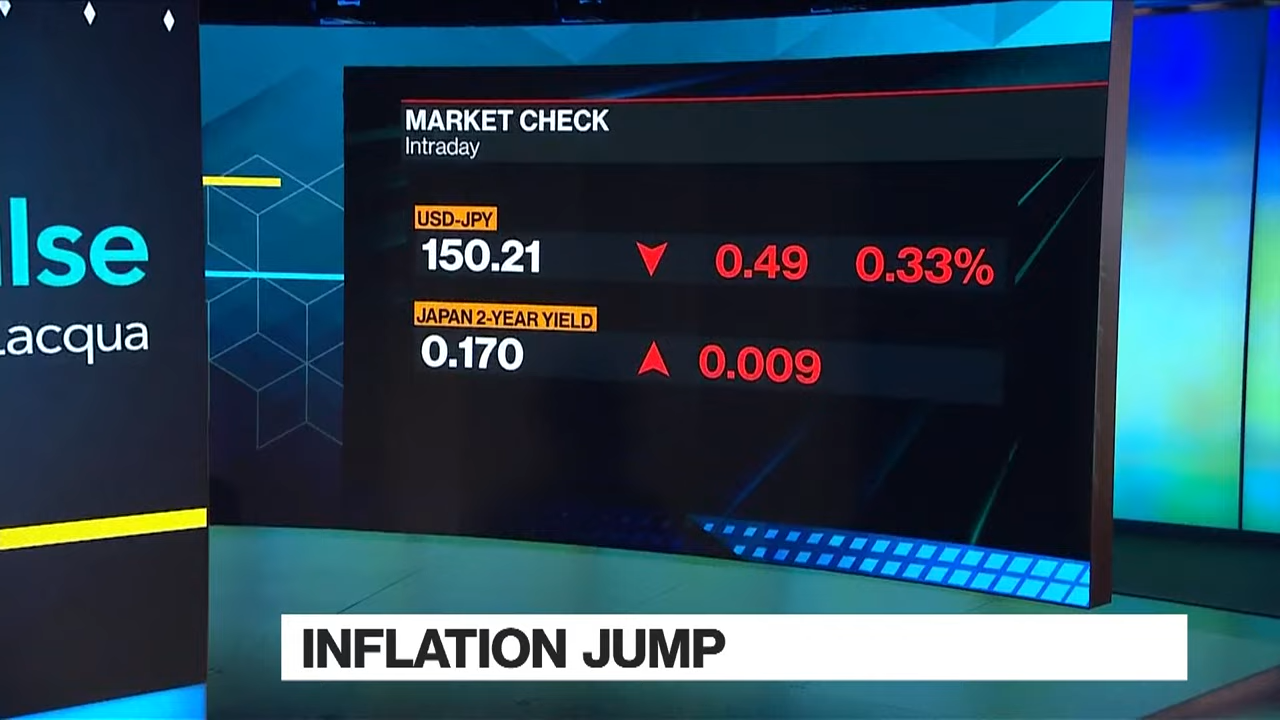 lse
acqua
MARKET CHECK
Intraday
USD-JPY
150.21 0.49 0.33%
JAPAN 2-YEAR YIELD
0.170 0.009
INFLATION JUMP